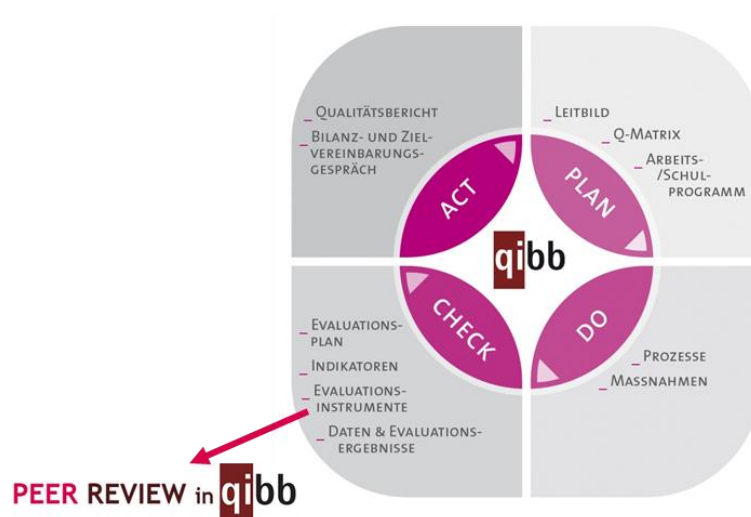 _ QUALITÄTSBERICHT
_ BILANZ- UND ZIEL-
VEREINBARUNGS-
GESPRÄCH
_ LEITBILD
_ Q-MATRIX
_ ARBEITS-
/SCHUL-
PROGRAMM
ACT
PLAN
qibb
CHECK
DO
_ EVALUATIONS-
PLAN
_ INDIKATOREN
_ EVALUATIONS-
INSTRUMENTE
_ DATEN & EVALUATIONS-
ERGEBNISSE
_ PROZESSE
_ MASSNAHMEN
PEER REVIEW in qibb